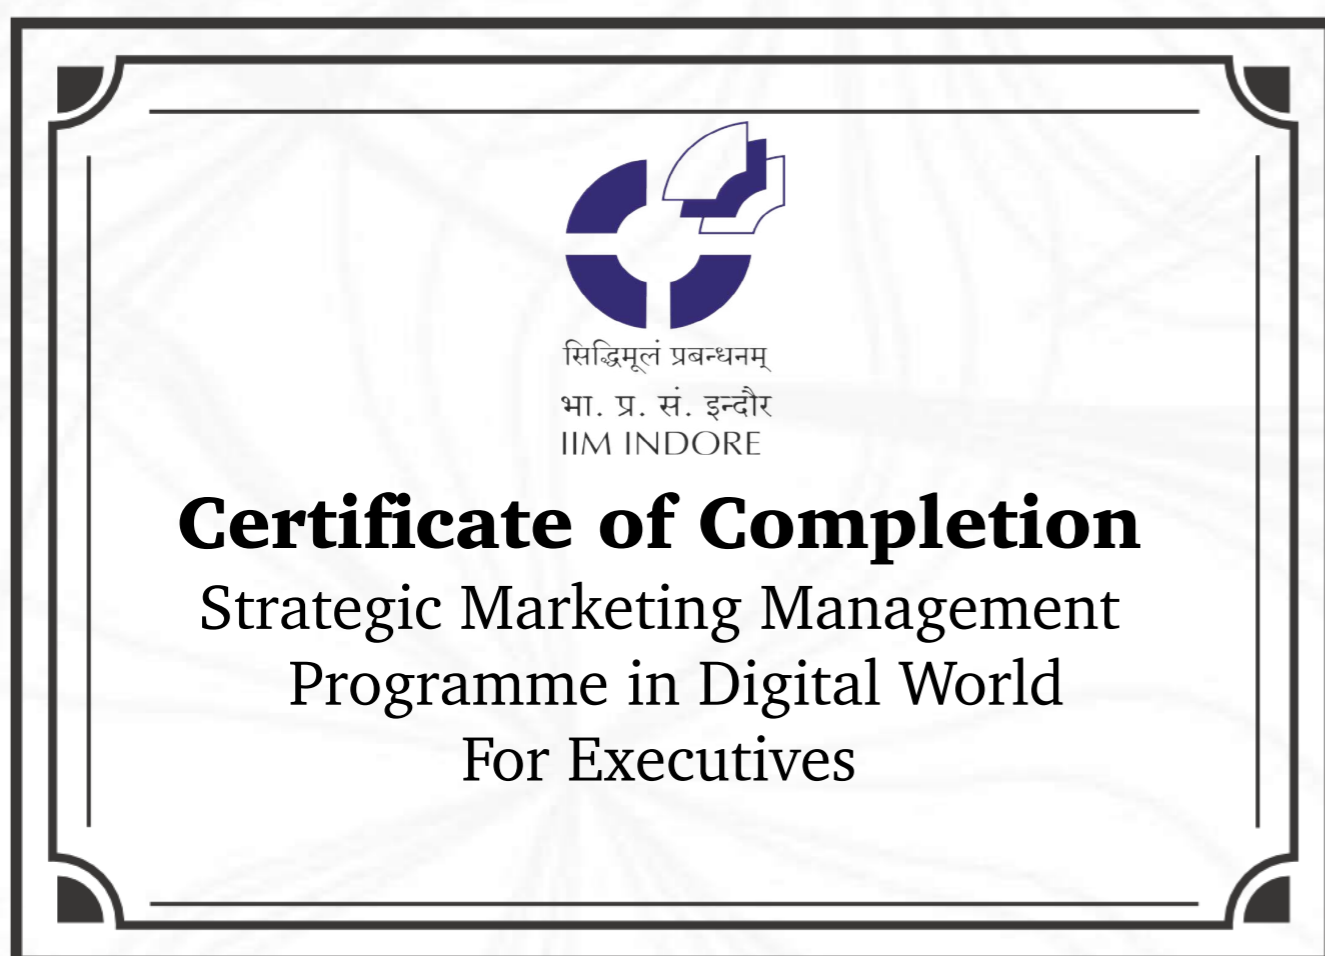 सिद्धिमूलं प्रबन्धनम्
भा. प्र. सं. इन्दौर
IIM INDORE
Certificate of Completion
Strategic Marketing Management
Programme in Digital World
For Executives